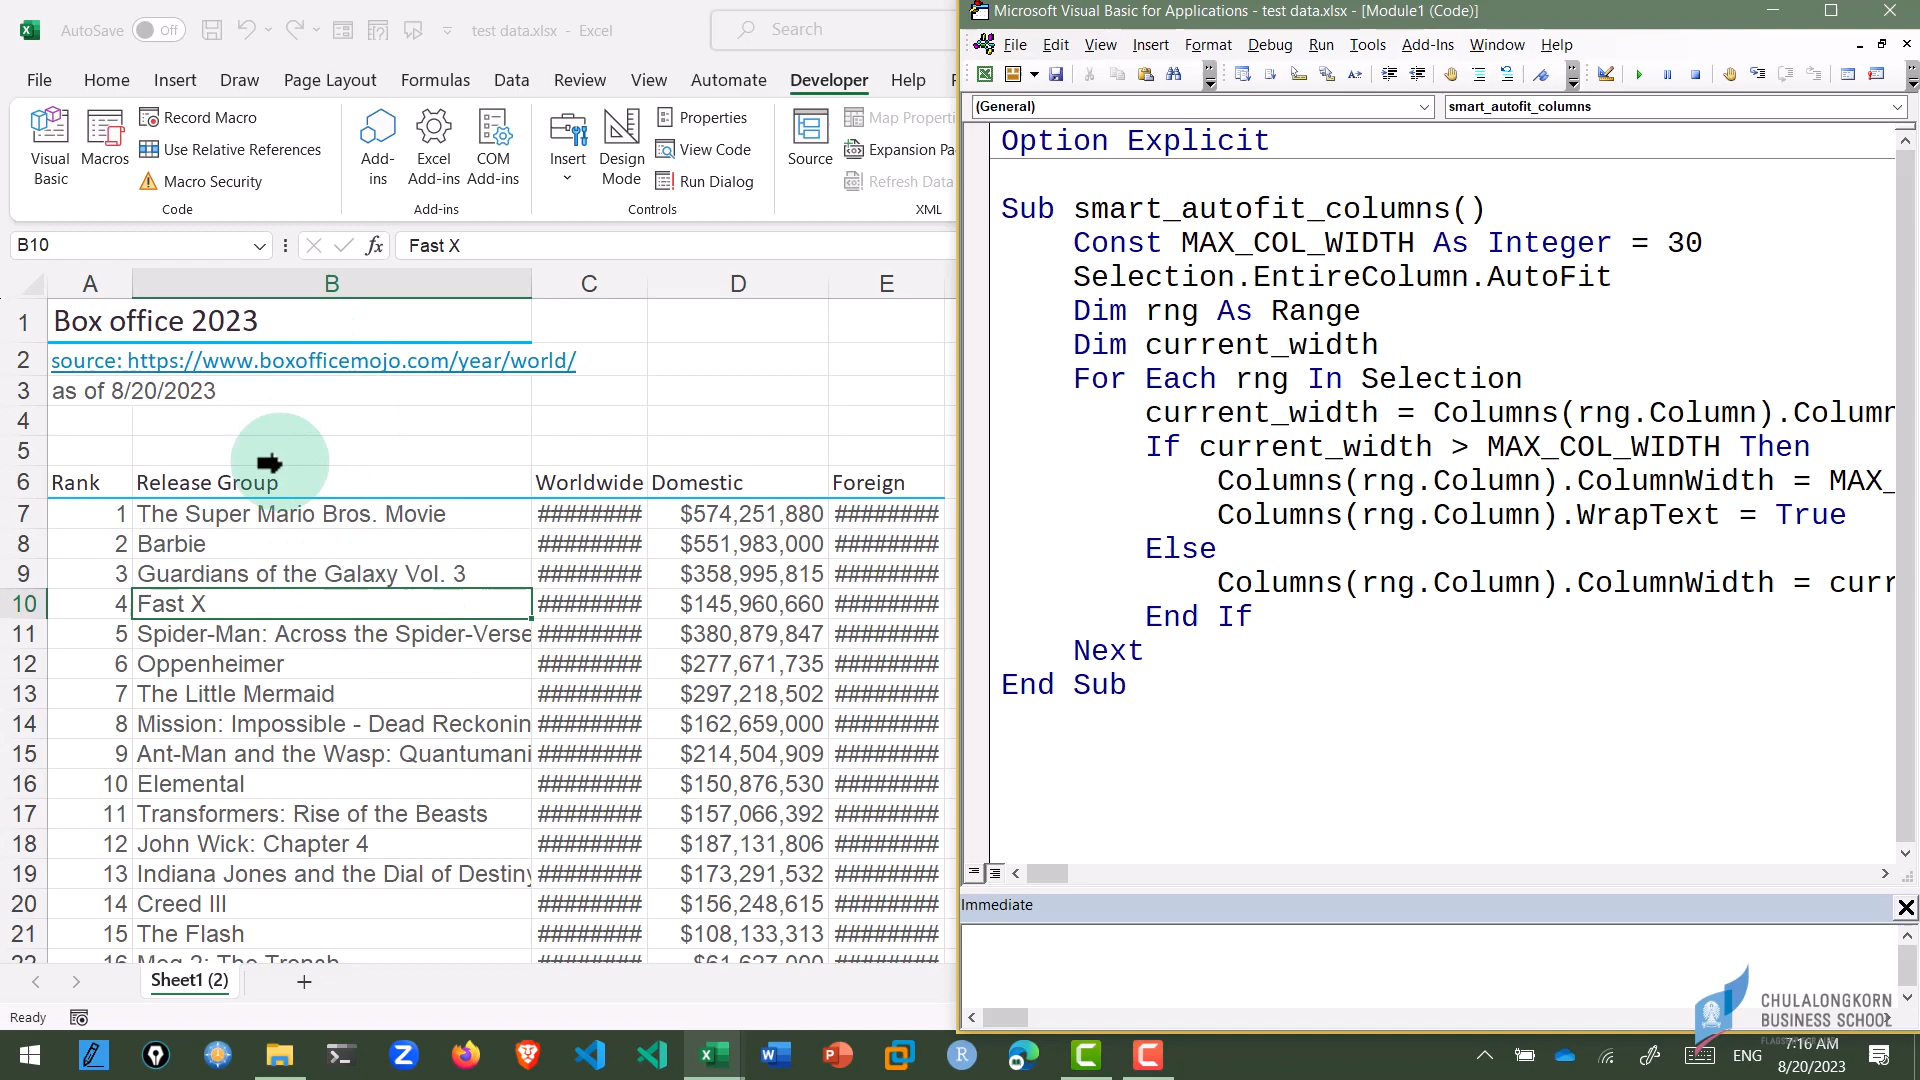 AutoSave Off test data.xlsx - Excel Search
File Home Insert Draw Page Layout Formulas Data Review View Automate Developer Help
Visual Basic
Macros
Record Macro
Use Relative References
Macro Security
Code
Add-ins
Excel Add-ins
COM Add-ins
Add-ins
Insert
Design Mode
Properties
View Code
Run Dialog
Controls
Source
Map Properti
Expansion Pa
Refresh Data
XML
B10 fx Fast X
A B C D E
1 Box office 2023
2 source: https://www.boxofficemojo.com/year/world/
3 as of 8/20/2023
4
5
6 Rank Release Group Worldwide Domestic Foreign
7 1 The Super Mario Bros. Movie ######## $574,251,880 ########
8 2 Barbie ######## $551,983,000 ########
9 3 Guardians of the Galaxy Vol. 3 ######## $358,995,815 ########
10 4 Fast X ######## $145,960,660 ########
11 5 Spider-Man: Across the Spider-Verse ######## $380,879,847 ########
12 6 Oppenheimer ######## $277,671,735 ########
13 7 The Little Mermaid ######## $297,218,502 ########
14 8 Mission: Impossible - Dead Reckonin ######## $162,659,000 ########
15 9 Ant-Man and the Wasp: Quantumani ######## $214,504,909 ########
16 10 Elemental ######## $150,876,530 ########
17 11 Transformers: Rise of the Beasts ######## $157,066,392 ########
18 12 John Wick: Chapter 4 ######## $187,131,806 ########
19 13 Indiana Jones and the Dial of Destiny ######## $173,291,532 ########
20 14 Creed III ######## $156,248,615 ########
21 15 The Flash ######## $108,133,313 ########
22 16 Meg 2: The Trench ######## $61,627,000 ########
Sheet1 (2)
Ready
Microsoft Visual Basic for Applications - test data.xlsx - [Module1 (Code)]
File Edit View Insert Format Debug Run Tools Add-Ins Window Help
(General) smart_autofit_columns
Option Explicit
Sub smart_autofit_columns()
Const MAX_COL_WIDTH As Integer = 30
Selection.EntireColumn.AutoFit
Dim rng As Range
Dim current_width
For Each rng In Selection
current_width = Columns(rng.Column).Column
If current_width > MAX_COL_WIDTH Then
Columns(rng.Column).ColumnWidth = MAX_
Columns(rng.Column).WrapText = True
Else
Columns(rng.Column).ColumnWidth = curr
End If
Next
End Sub
Immediate
CHULALONGKORN
BUSINESS SCHOOL
ENG
7:16 AM
8/20/2023